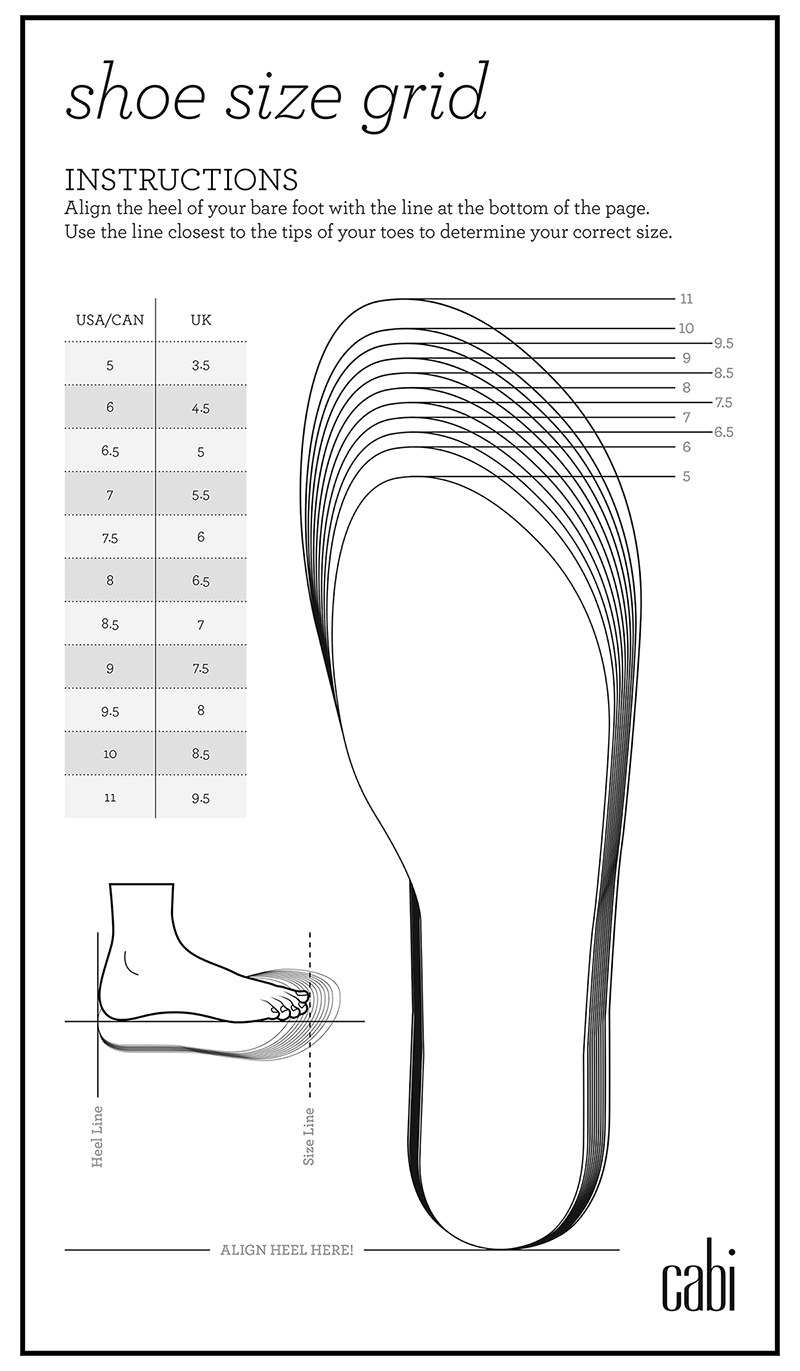 shoe size grid
INSTRUCTIONS
Align the heel of your bare foot with the line at the bottom of the page.
Use the line closest to the tips of your toes to determine your correct size.
USA/CAN UK
5 3.5
6 4.5
6.5 5
7 5.5
7.5 6
8 6.5
8.5 7
9 7.5
9.5 8
10 8.5
11 9.5
11
10
9.5
9
8.5
8
7.5
7
6.5
6
5
Heel Line
Size Line
ALIGN HEEL HERE!
cabi